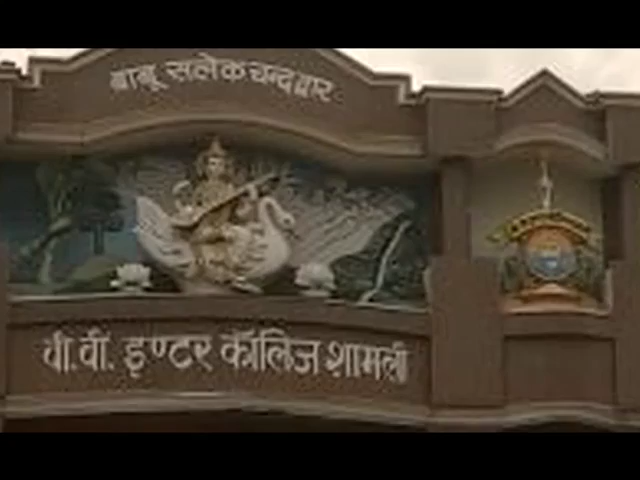 बाबू सलेकचन्द द्वार
वी.वी. इण्टर कॉलिज शामली